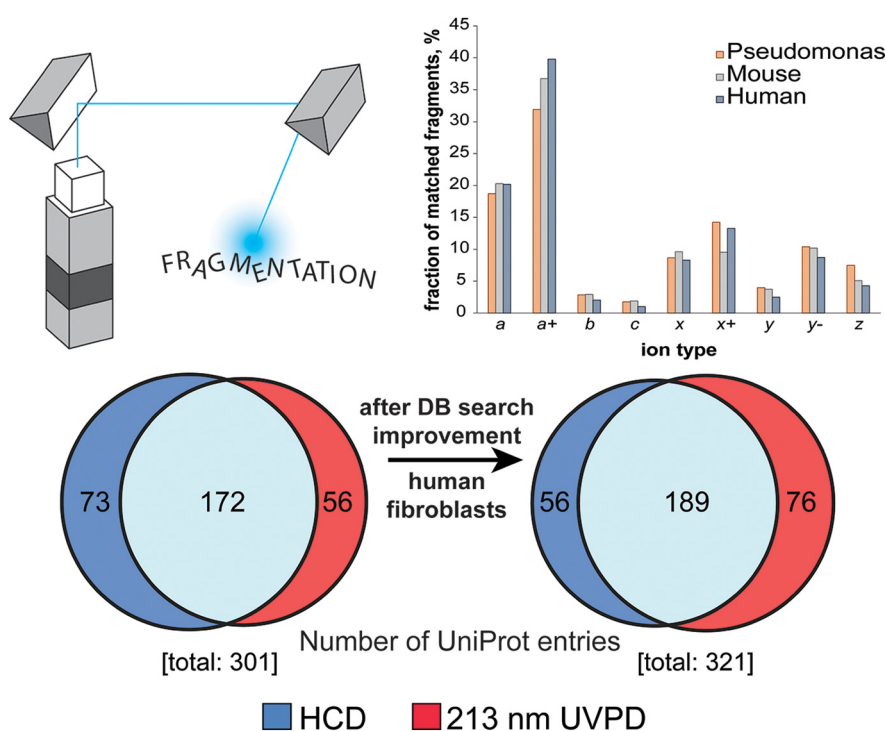 FRAGMENTATION
fraction of matched fragments, %
45
40
35
30
25
20
15
10
5
0
Pseudomonas
Mouse
Human
a a+ b c x x+ y y- z
ion type
73 172 56
after DB search
improvement
human
fibroblasts
56 189 76
Number of UniProt entries
[total: 301]
[total: 321]
HCD
213 nm UVPD